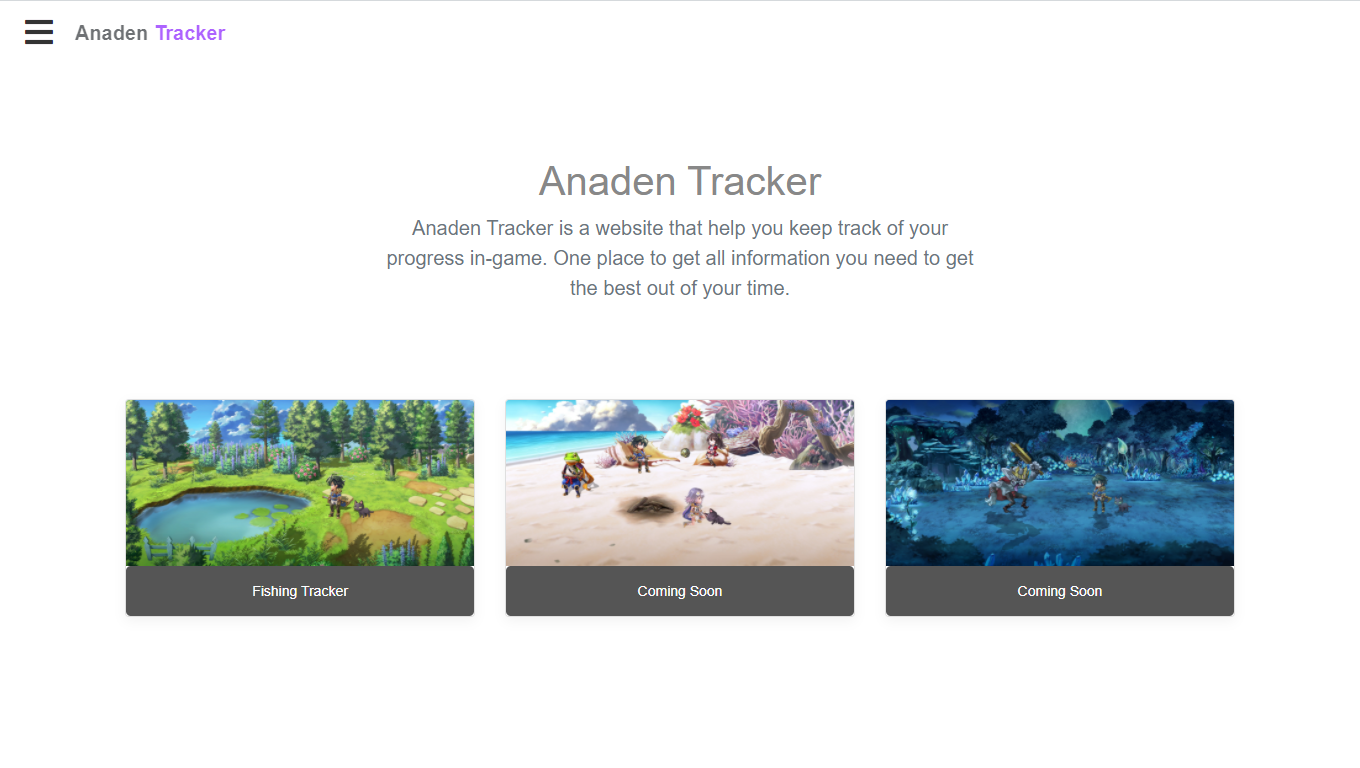 Anaden Tracker
Anaden Tracker
Anaden Tracker is a website that help you keep track of your
progress in-game. One place to get all information you need to get
the best out of your time.
Fishing Tracker
Coming Soon
Coming Soon